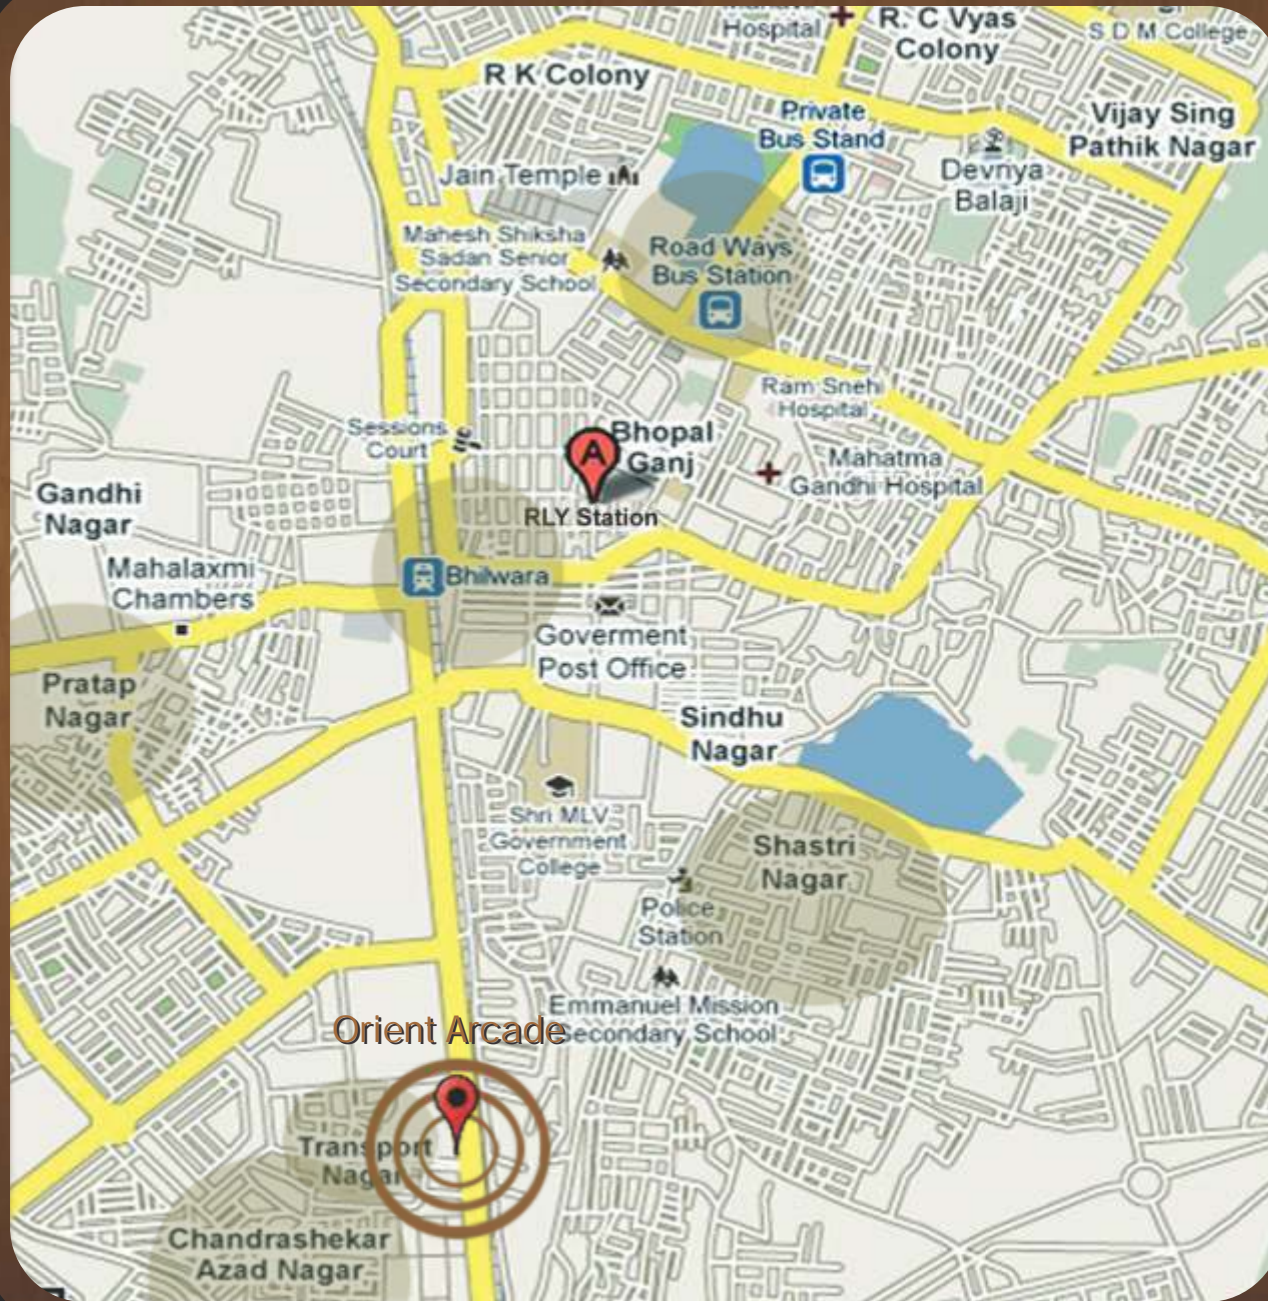 Hospital
R. C Vyas
Colony
S D M College
R K Colony
Private
Bus Stand
Vijay Sing
Pathik Nagar
Jain Temple
Devnya
Balaji
Mahesh Shiksha
Sadan Senior
Secondary School
Road Ways
Bus Station
Ram Snehi
Hospital
Sessions
Court
A
Bhopal
Ganj
Mahatma
Gandhi Hospital
Gandhi
Nagar
RLY Station
Mahalaxmi
Chambers
Bhilwara
Goverment
Post Office
Pratap
Nagar
Sindhu
Nagar
Shri MLV
Government
College
Shastri
Nagar
Police
Station
Emmanuel Mission
Secondary School
Orient Arcade
Transport
Nagar
Chandrashekar
Azad Nagar